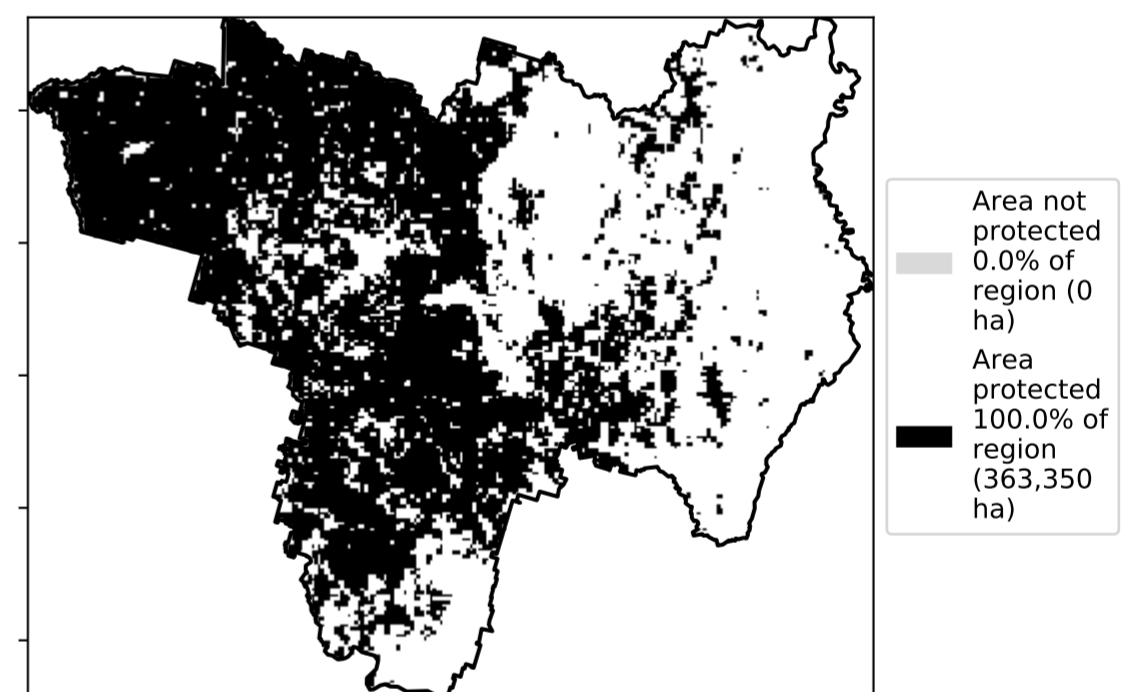 Area not
protected
0.0% of
region (0
ha)
Area
protected
100.0% of
region
(363,350
ha)